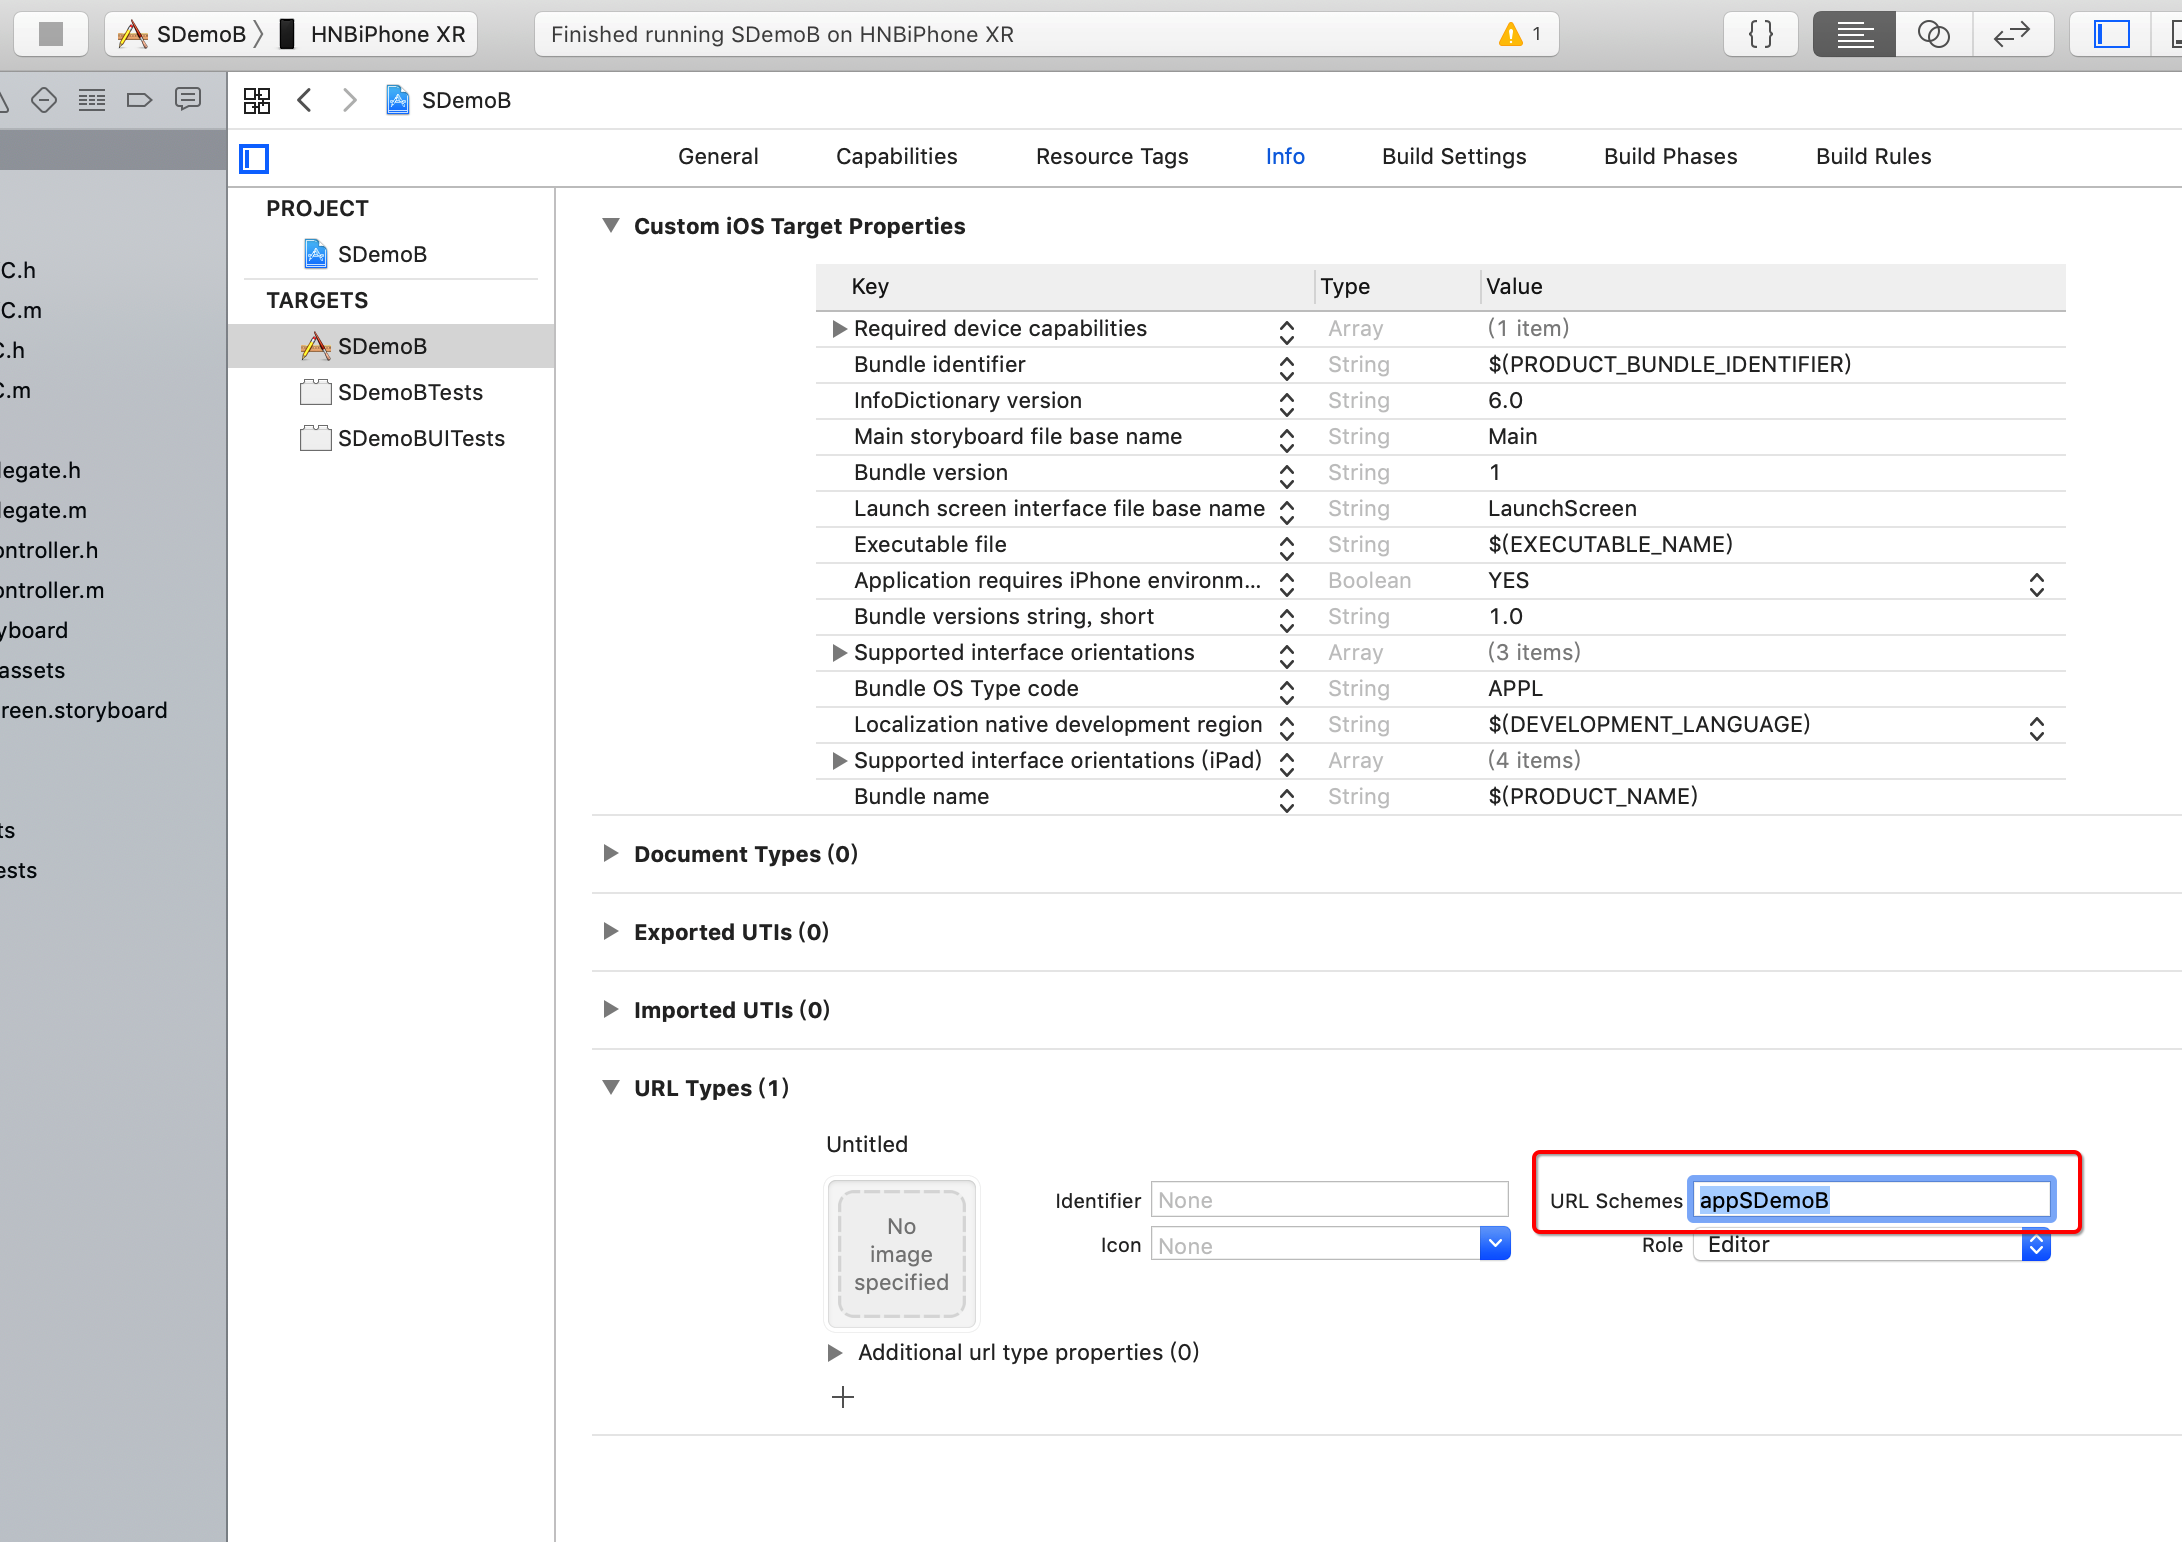 SDemoB HNBiPhone XR
Finished running SDemoB on HNBiPhone XR 1
{ }
SDemoB
General Capabilities Resource Tags Info Build Settings Build Phases Build Rules
C.h
C.m
C.h
C.m
legate.h
legate.m
ontroller.h
ontroller.m
yboard
assets
reen.storyboard
ts
ests
PROJECT
SDemoB
TARGETS
SDemoB
SDemoBTests
SDemoBUITests
Custom iOS Target Properties
Key Type Value
Required device capabilities Array (1 item)
Bundle identifier String $(PRODUCT_BUNDLE_IDENTIFIER)
InfoDictionary version String 6.0
Main storyboard file base name String Main
Bundle version String 1
Launch screen interface file base name String LaunchScreen
Executable file String $(EXECUTABLE_NAME)
Application requires iPhone environm... Boolean YES
Bundle versions string, short String 1.0
Supported interface orientations Array (3 items)
Bundle OS Type code String APPL
Localization native development region String $(DEVELOPMENT_LANGUAGE)
Supported interface orientations (iPad) Array (4 items)
Bundle name String $(PRODUCT_NAME)
Document Types (0)
Exported UTIs (0)
Imported UTIs (0)
URL Types (1)
Untitled
No
image
specified
Identifier None URL Schemes appSDemoB
Icon None Role Editor
Additional url type properties (0)